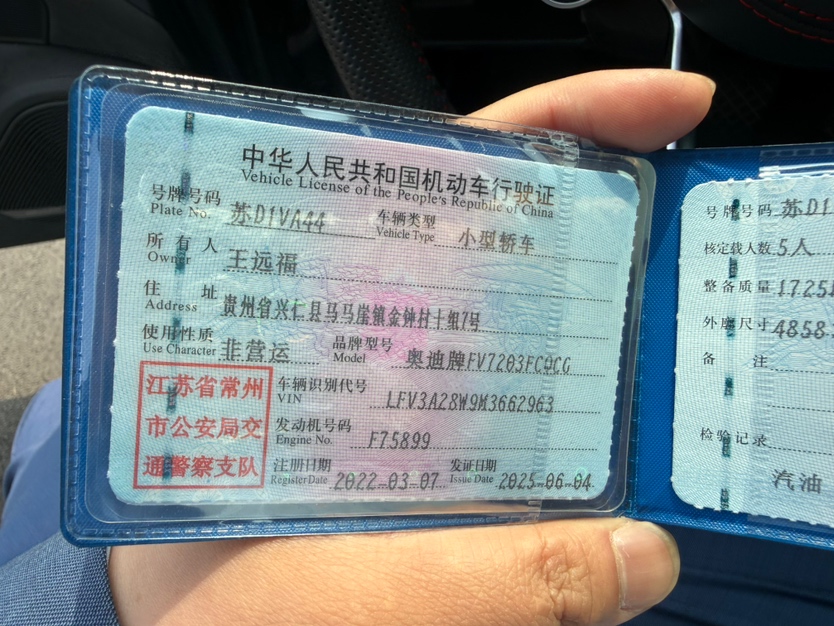 中华人民共和国机动车行驶证
Vehicle License of the People's Republic of China
号牌号码 苏D1VA44 车辆类型 小型轿车
Plate No. Vehicle Type
所有人 王远福
Owner
住址 贵州省兴仁县马马崖镇金钟村十组7号
Address
使用性质 非营运 品牌型号 奥迪牌FV7203FCQCG
Use Character Model
江苏省常州
市公安局交
通警察支队
车辆识别代号 LFV3A28W9M3662963
VIN
发动机号码 F75899
Engine No.
注册日期 2022-03-07 发证日期 2025-06-04
Register Date Issue Date
号牌号码 苏D1
核定载人数 5人
整备质量 1725
外廓尺寸 4858
备注
检验记录
汽油